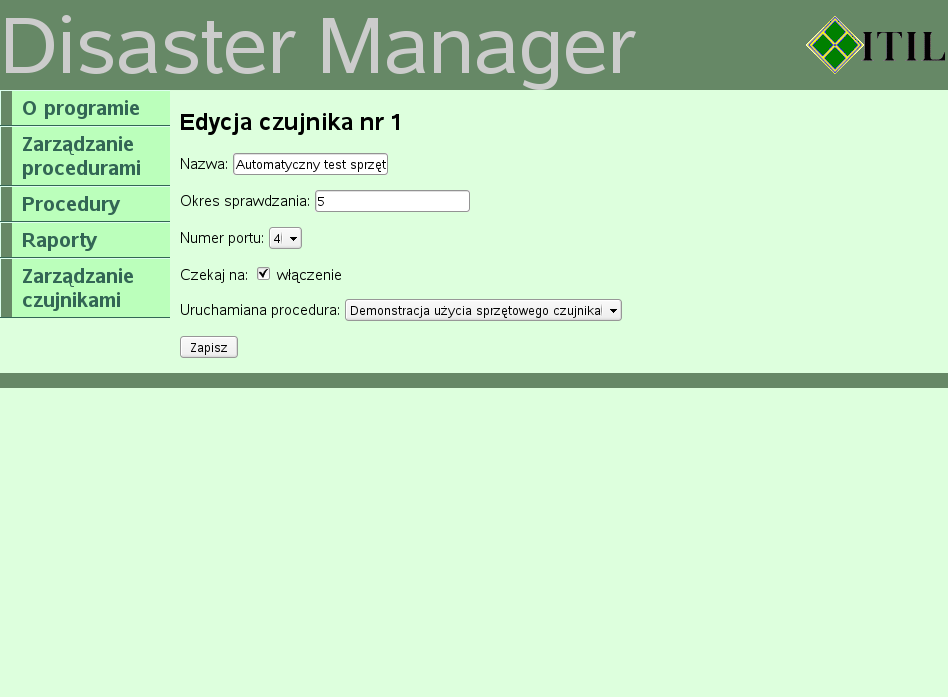 Disaster Manager
ITIL
O programie
Zarządzanie
procedurami
Procedury
Raporty
Zarządzanie
czujnikami
Edycja czujnika nr 1
Nazwa: Automatyczny test sprzęt
Okres sprawdzania: 5
Numer portu: 4
Czekaj na: włączenie
Uruchamiana procedura: Demonstracja użycia sprzętowego czujnika
Zapisz